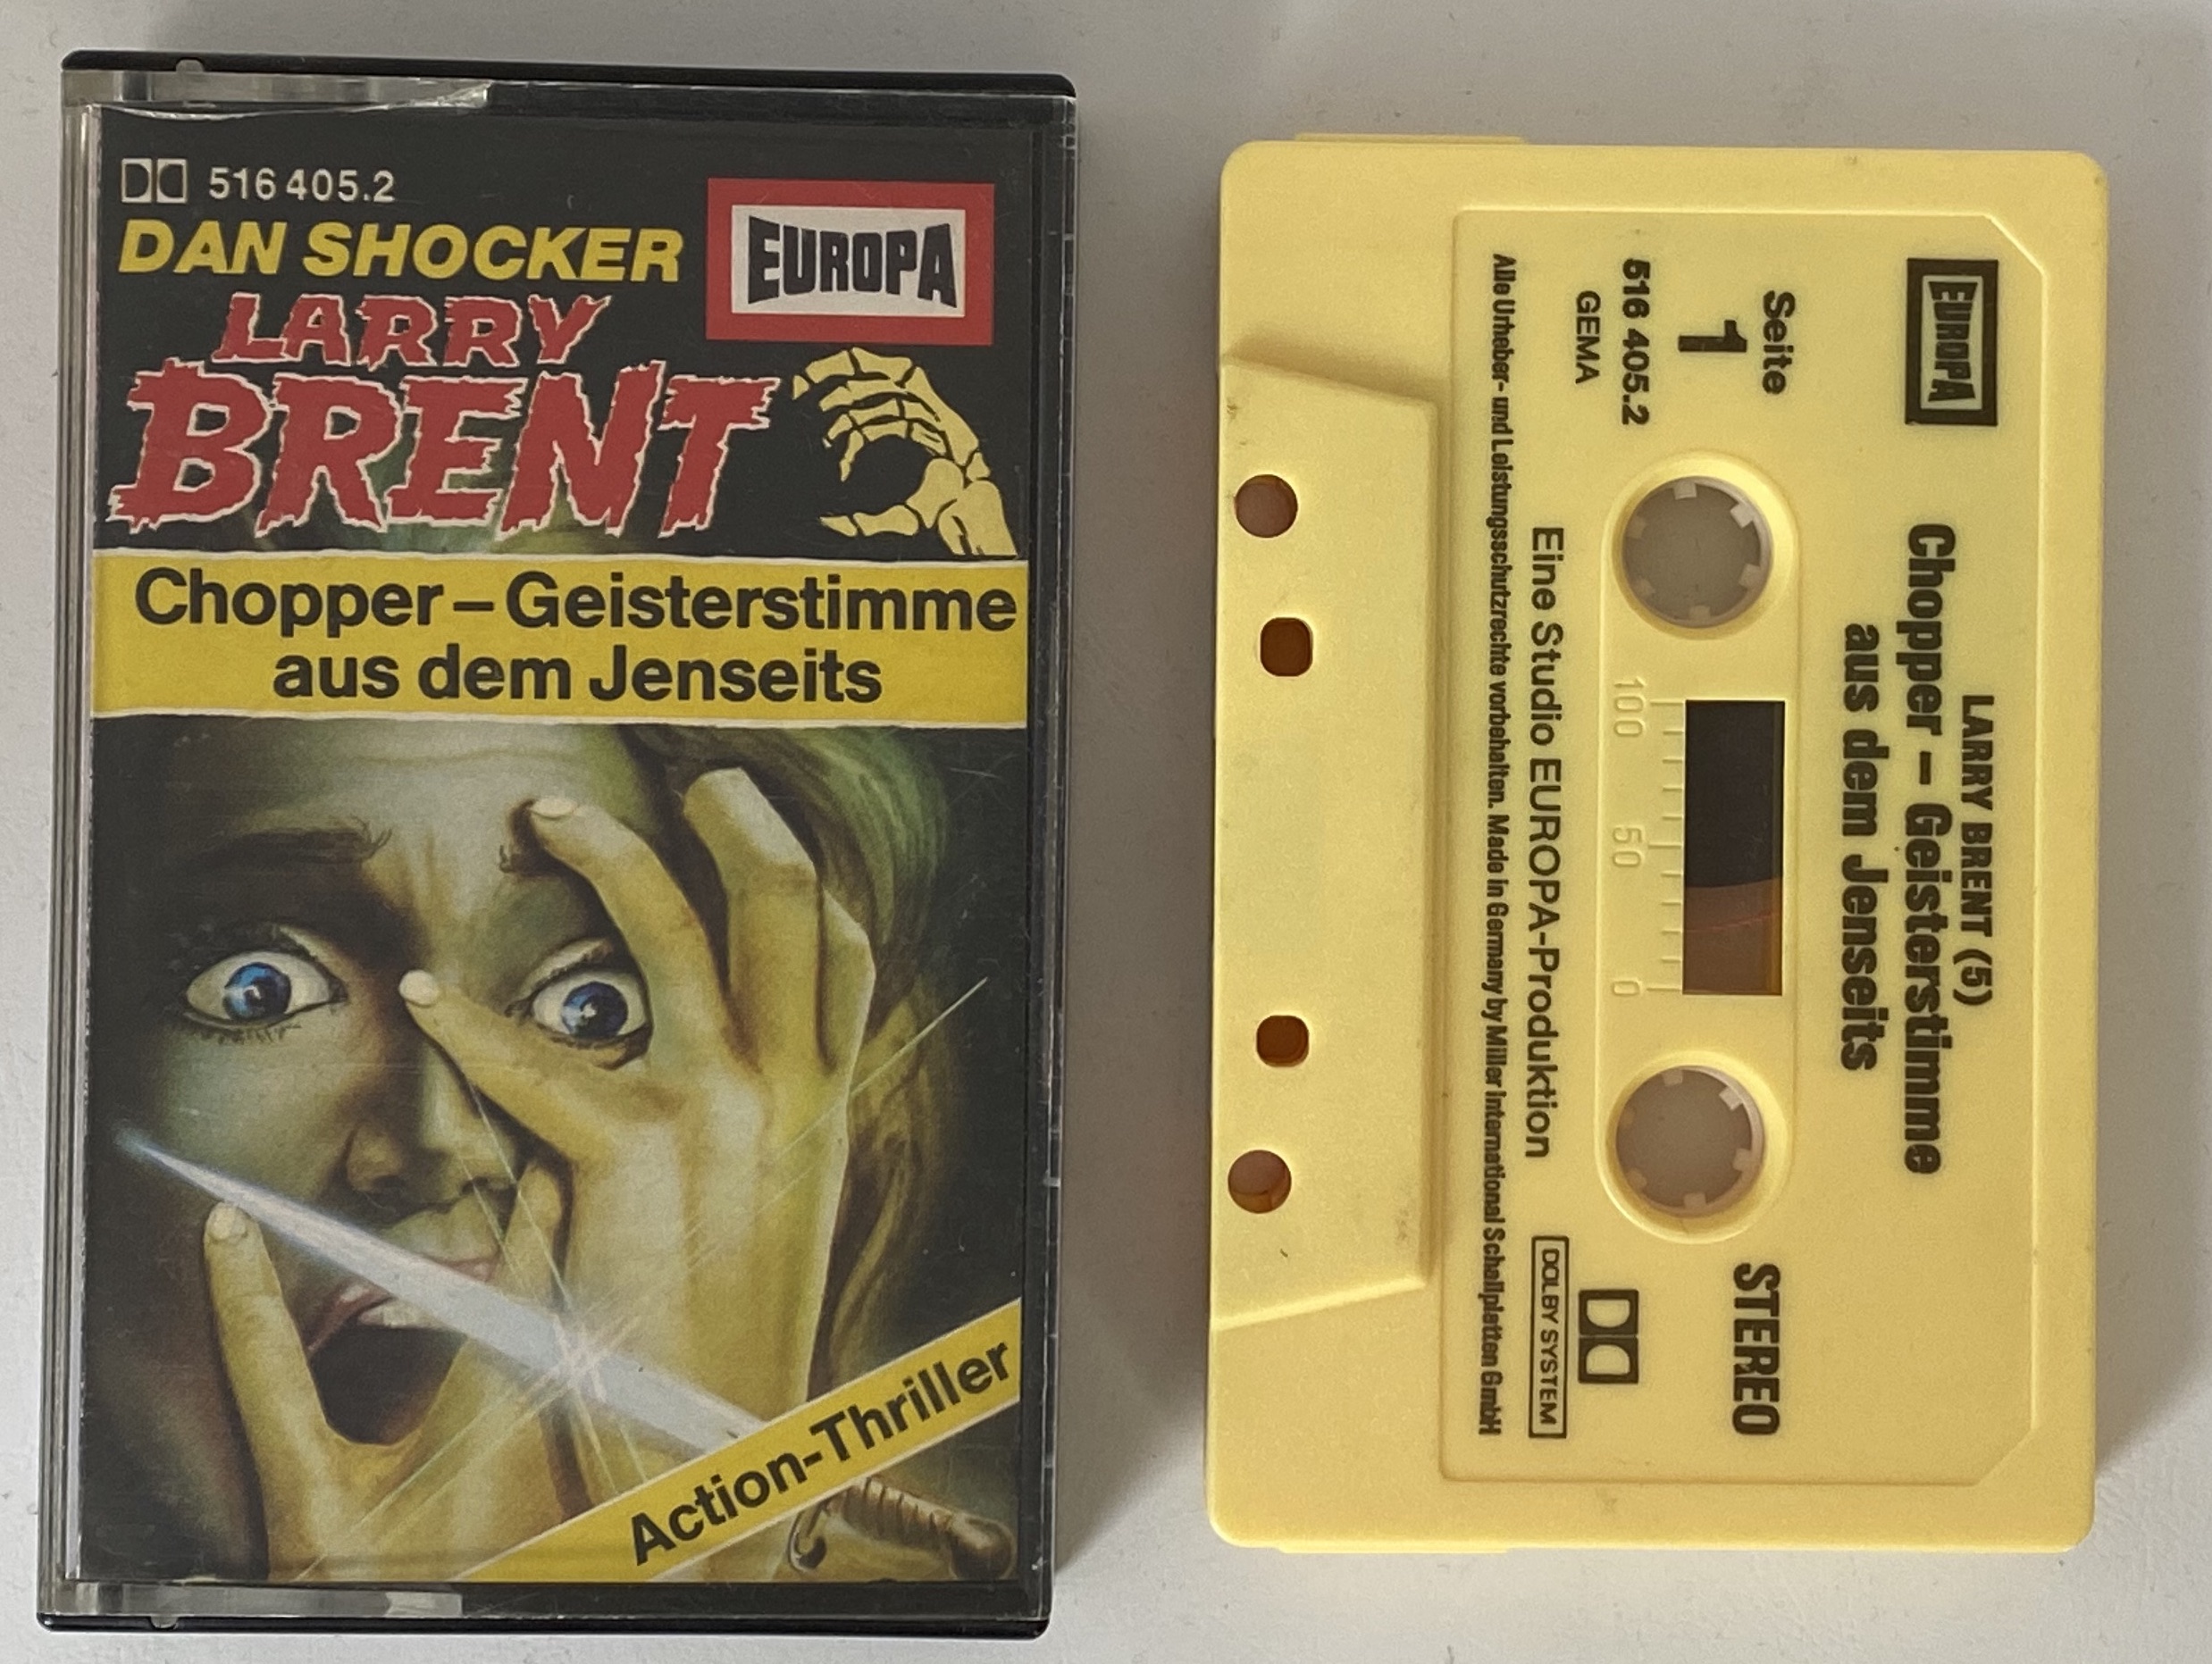 516 405.2
DAN SHOCKER
EUROPA
LARRY
BRENT
Chopper – Geisterstimme
aus dem Jenseits
Action-Thriller
EUROPA
LARRY BRENT (5)
Chopper – Geisterstimme
aus dem Jenseits
Seite
1
STEREO
516 405.2
GEMA
100 50 0
DOLBY SYSTEM
Eine Studio EUROPA-Produktion
Alle Urheber- und Leistungsschutzrechte vorbehalten. Made in Germany by Miller International Schallplatten GmbH